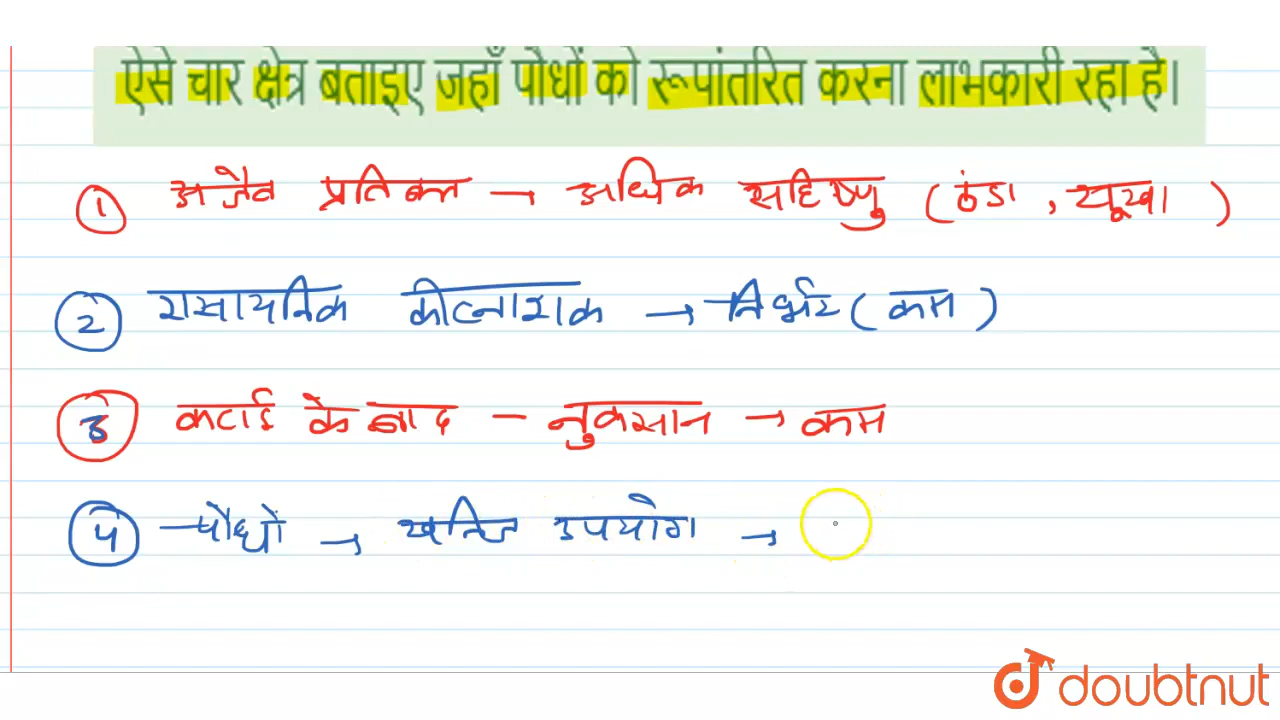 ऐसे चार क्षेत्र बताइए जहाँ पौधों को रूपांतरित करना लाभकारी रहा है।
① अजैव प्रतिबल → अधिक सहिष्णु (ठंडा, सूखा)
② रासायनिक कीटनाशक → निर्भर (कम)
③ कटाई के बाद - नुकसान → कम
④ पौधों → खनिज उपयोग →
doubtnut